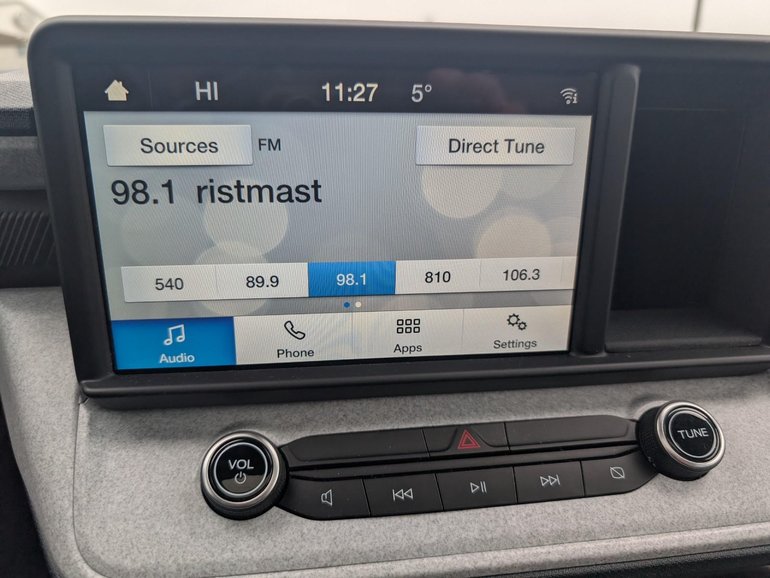 HI 11:27 5°
Sources FM Direct Tune
98.1 ristmast
540 89.9 98.1 810 106.3
Audio Phone Apps Settings
VOL TUNE